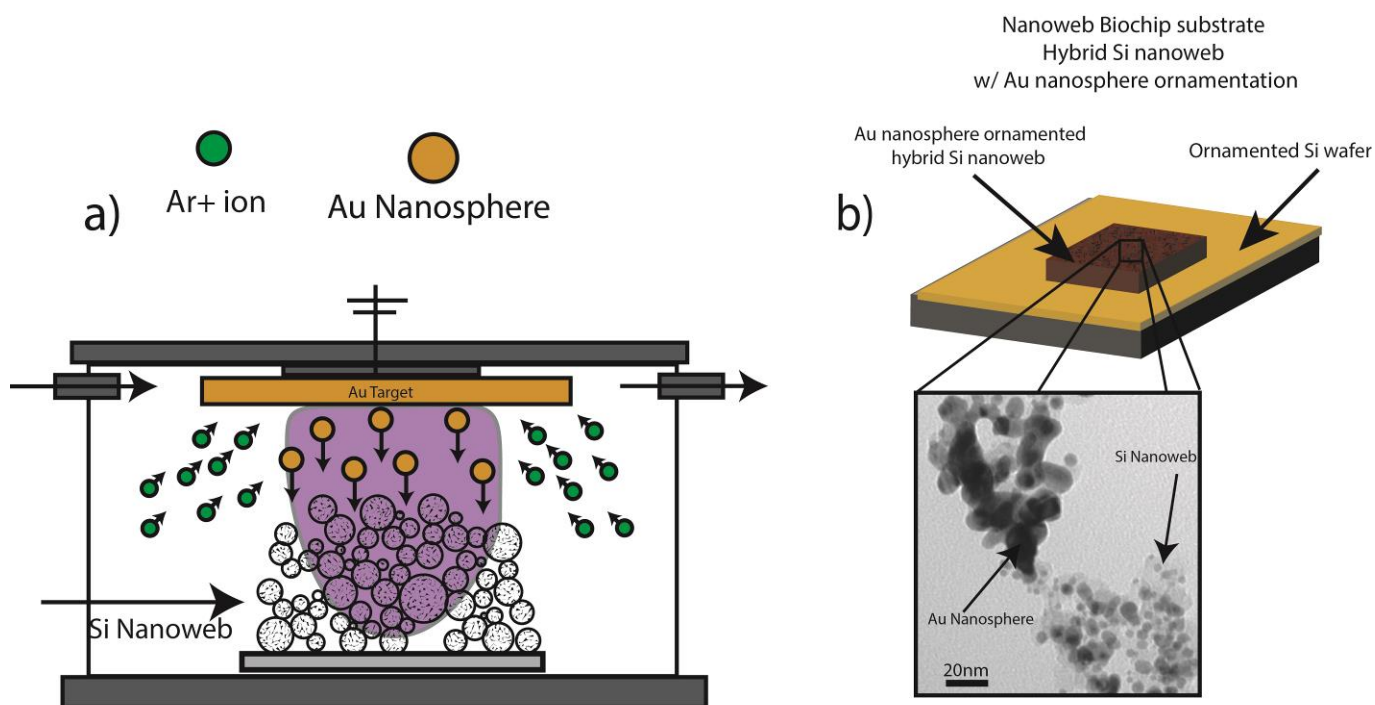 a)
Ar+ ion
Au Nanosphere
Au Target
Si Nanoweb
b)
Nanoweb Biochip substrate
Hybrid Si nanoweb
w/ Au nanosphere ornamentation
Au nanosphere ornamented
hybrid Si nanoweb
Ornamented Si wafer
Si Nanoweb
Au Nanosphere
20nm